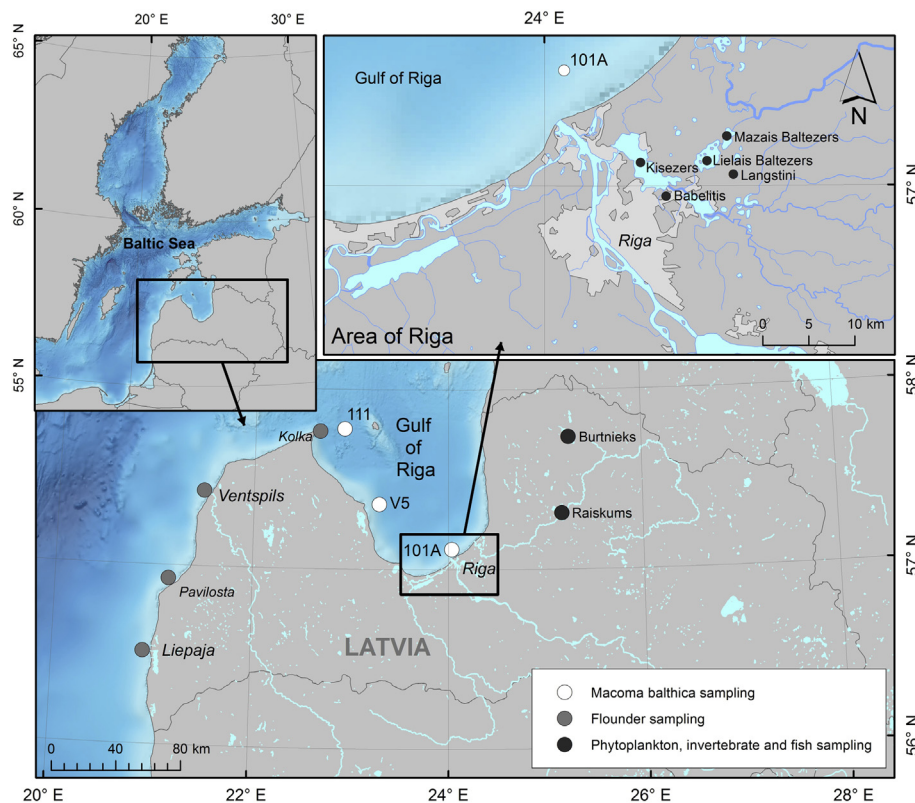 20° E
30° E
65° N
60° N
55° N
Baltic Sea
24° E
Gulf of Riga
101A
N
Mazais Baltezers
Lielais Baltezers
Langstini
Kisezers
Babelitis
57° N
Riga
Area of Riga
0 5 10 km
Kolka
111
Gulf
of
Riga
Burtnieks
Ventspils
V5
Raiskums
101A
Riga
Pavilosta
Liepaja
LATVIA
58° N
57° N
56° N
Macoma balthica sampling
Flounder sampling
Phytoplankton, invertebrate and fish sampling
0 40 80 km
20° E
22° E
24° E
26° E
28° E